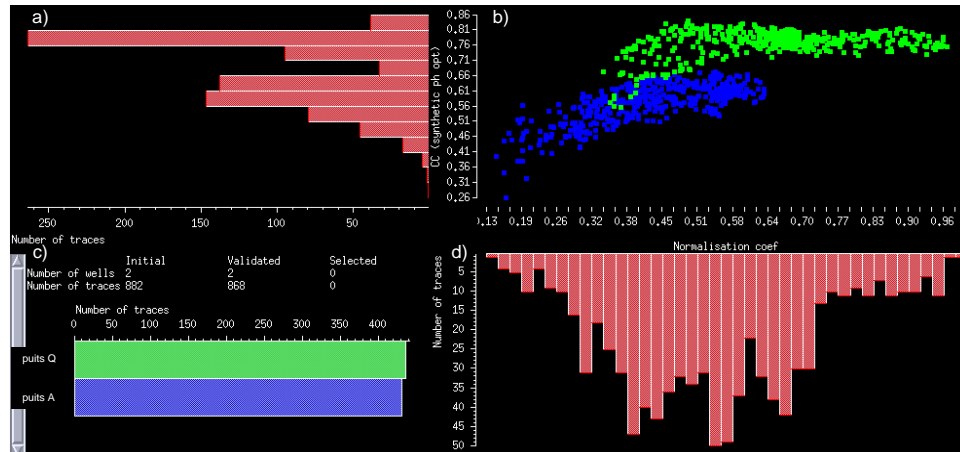 a)
250 200 150 100 50
Number of traces
CC (synthetic ph opt)
0.86
0.81
0.76
0.71
0.66
0.61
0.56
0.51
0.46
0.41
0.36
0.31
0.26
b)
0.13 0.19 0.26 0.32 0.38 0.45 0.51 0.58 0.64 0.70 0.77 0.83 0.90 0.96
Normalisation coef
c)
Initial Validated Selected
Number of wells 2 2 0
Number of traces 882 868 0
Number of traces
0 50 100 150 200 250 300 350 400
puits Q
puits A
d)
Number of traces
5
10
15
20
25
30
35
40
45
50